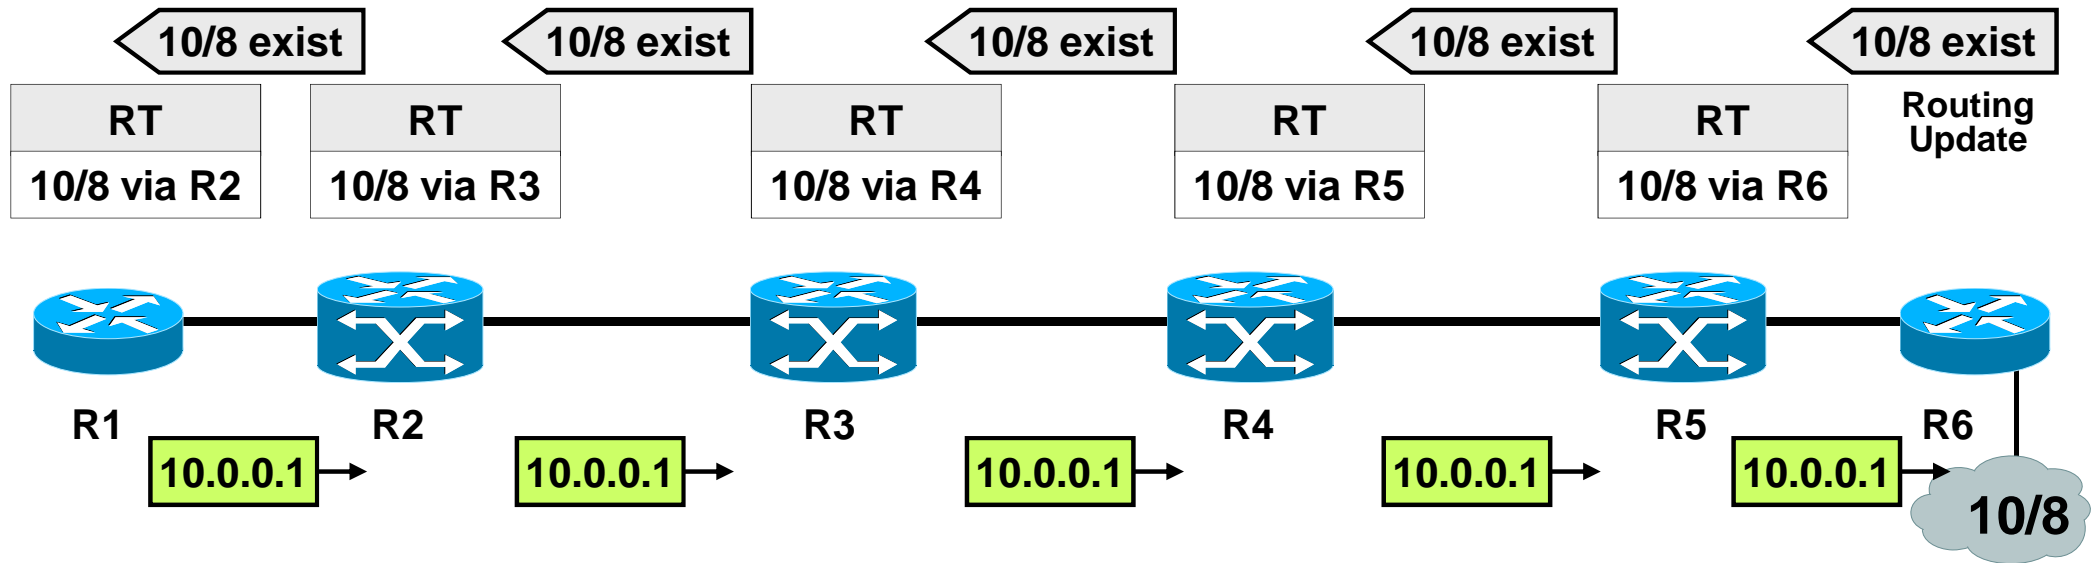 10/8 exist
10/8 exist
10/8 exist
10/8 exist
10/8 exist
RT
RT
RT
RT
RT
Routing
Update
10/8 via R2
10/8 via R3
10/8 via R4
10/8 via R5
10/8 via R6
R1
R2
R3
R4
R5
R6
10.0.0.1
10.0.0.1
10.0.0.1
10.0.0.1
10.0.0.1
10/8